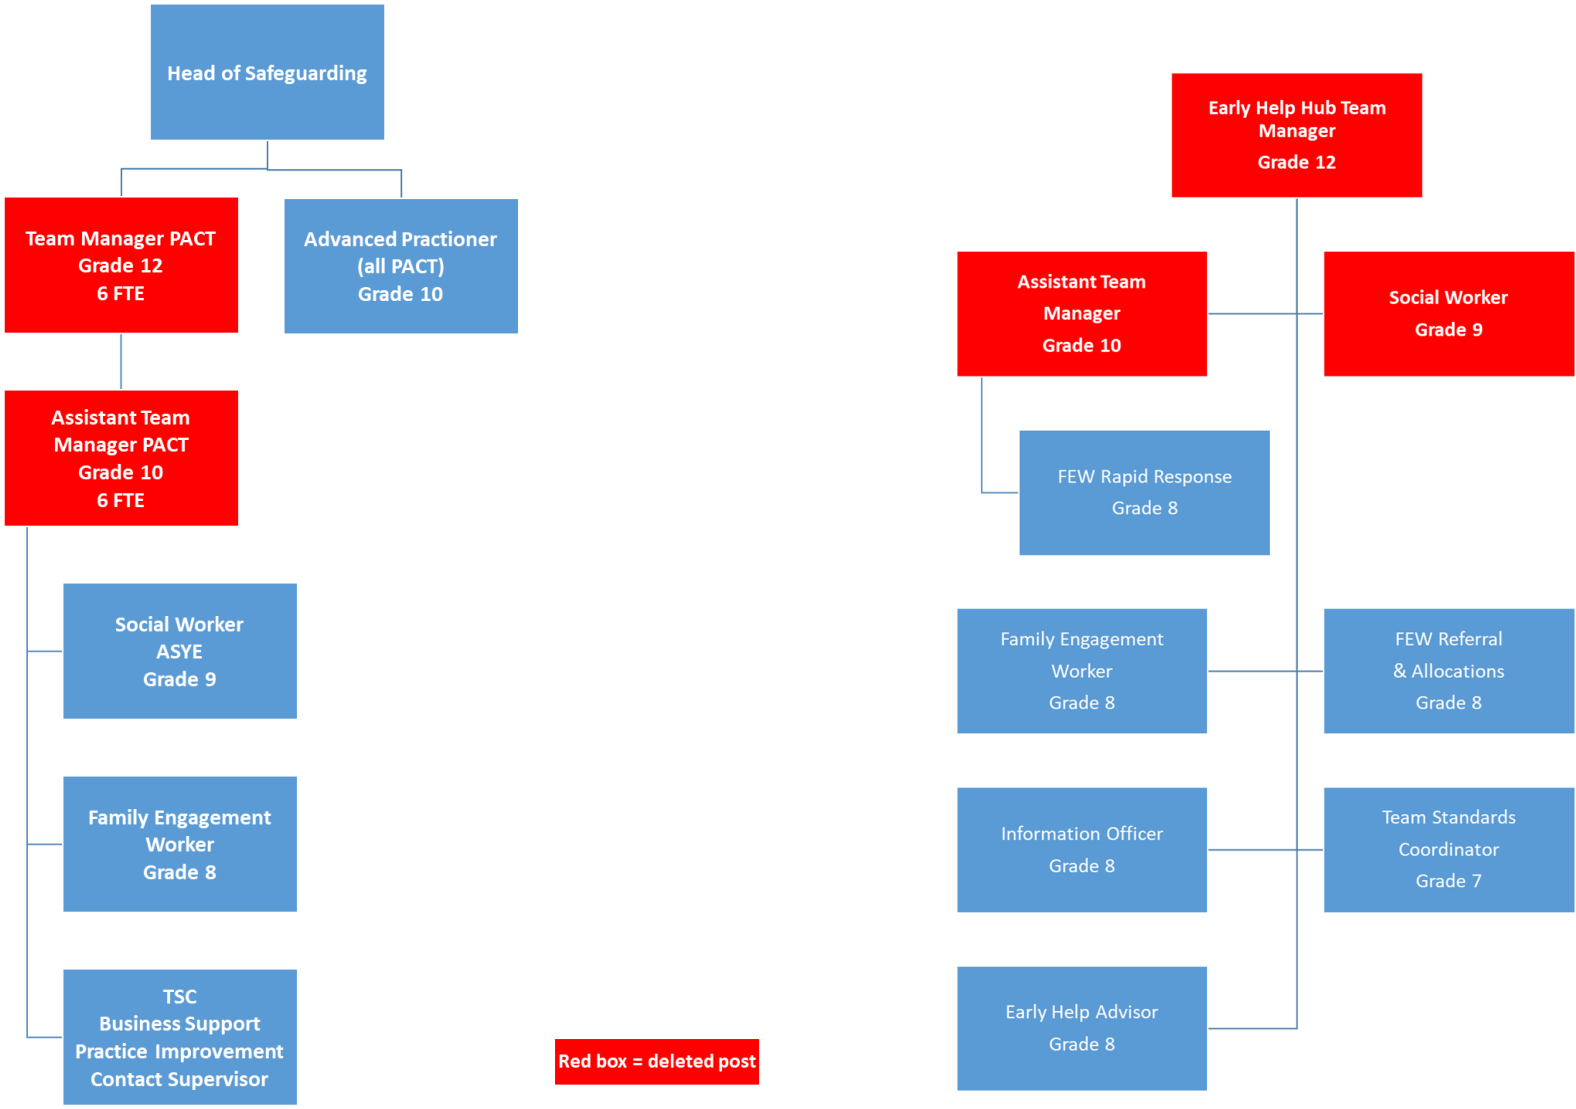 Head of Safeguarding
Team Manager PACT
Grade 12
6 FTE
Advanced Practioner
(all PACT)
Grade 10
Assistant Team
Manager PACT
Grade 10
6 FTE
Social Worker
ASYE
Grade 9
Family Engagement
Worker
Grade 8
TSC
Business Support
Practice Improvement
Contact Supervisor
Red box = deleted post
Early Help Hub Team
Manager
Grade 12
Assistant Team
Manager
Grade 10
Social Worker
Grade 9
FEW Rapid Response
Grade 8
Family Engagement
Worker
Grade 8
FEW Referral
& Allocations
Grade 8
Information Officer
Grade 8
Team Standards
Coordinator
Grade 7
Early Help Advisor
Grade 8